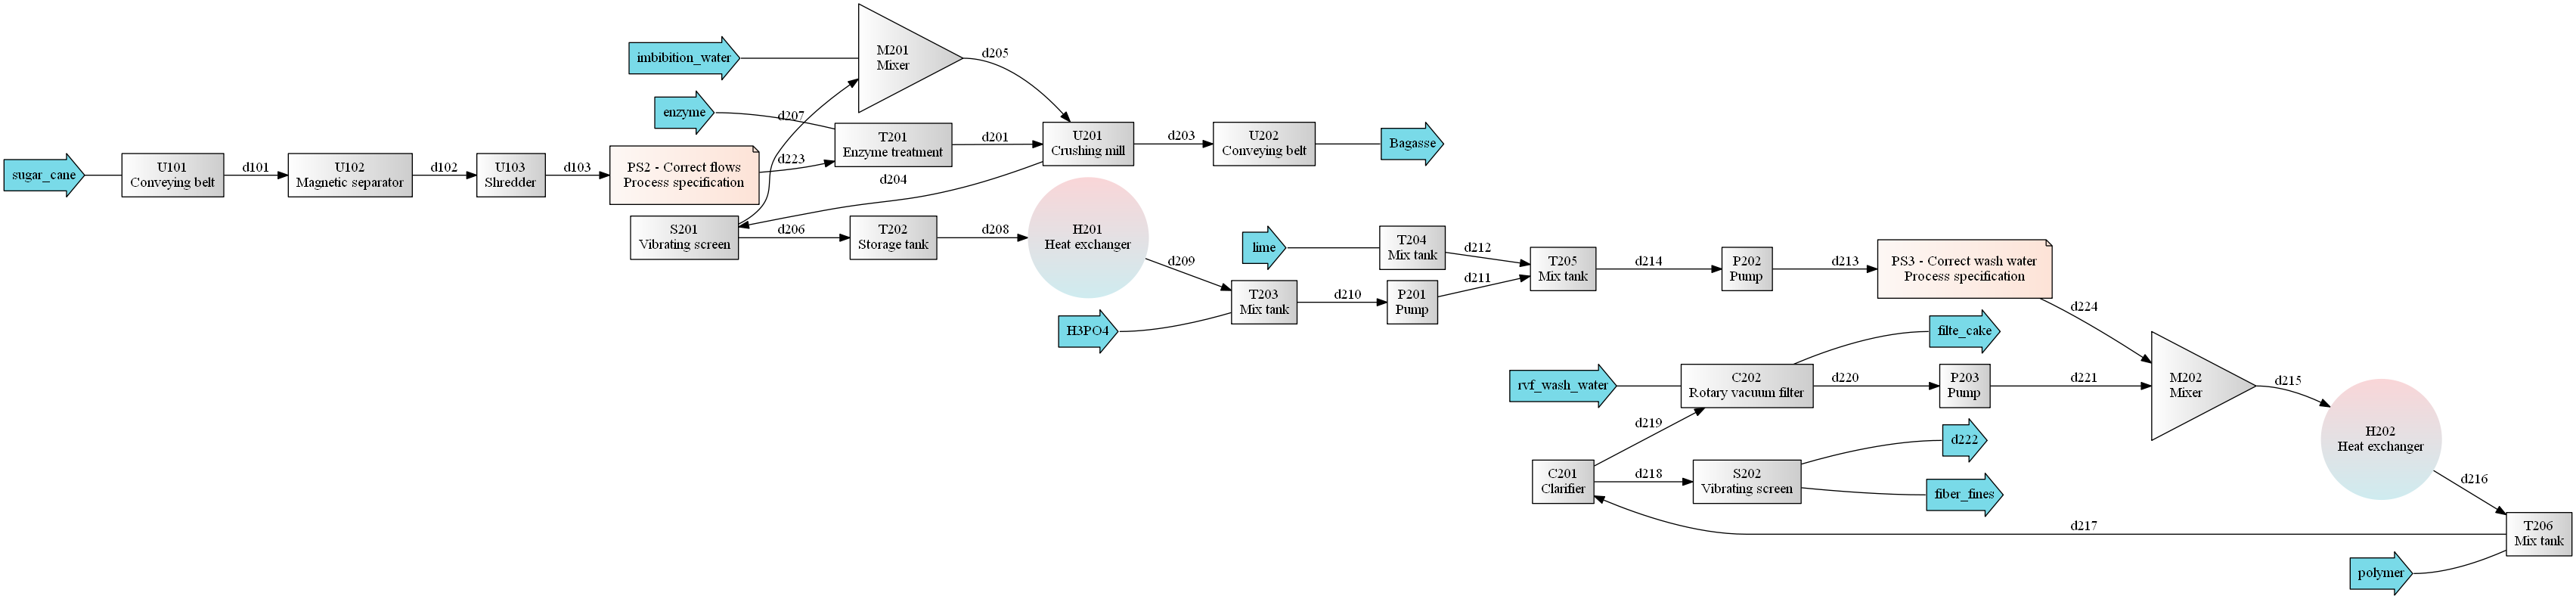 imbibition_water
M201
Mixer
d205
enzyme
d207
T201
Enzyme treatment
d201
U201
Crushing mill
d203
U202
Conveying belt
Bagasse
sugar_cane
U101
Conveying belt
d101
U102
Magnetic separator
d102
U103
Shredder
d103
PS2 - Correct flows
Process specification
d223
d204
S201
Vibrating screen
d206
T202
Storage tank
d208
H201
Heat exchanger
d209
lime
T204
Mix tank
d212
T205
Mix tank
d214
P202
Pump
d213
PS3 - Correct wash water
Process specification
d224
H3PO4
T203
Mix tank
d210
P201
Pump
d211
filte_cake
rvf_wash_water
C202
Rotary vacuum filter
d220
P203
Pump
d221
M202
Mixer
d215
H202
Heat exchanger
d216
d219
d222
C201
Clarifier
d218
S202
Vibrating screen
fiber_fines
d217
T206
Mix tank
polymer